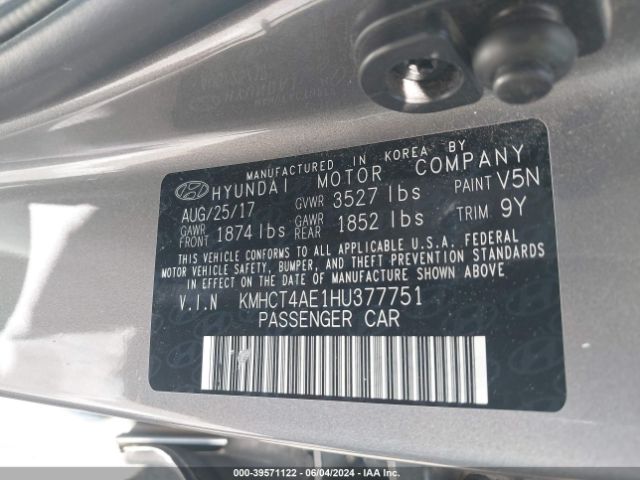 MANUFACTURED IN KOREA BY
HYUNDAI MOTOR COMPANY
AUG/25/17 GVWR 3527 lbs PAINT V5N
GAWR FRONT 1874 lbs GAWR REAR 1852 lbs TRIM 9Y
THIS VEHICLE CONFORMS TO ALL APPLICABLE U.S.A. FEDERAL
MOTOR VEHICLE SAFETY, BUMPER, AND THEFT PREVENTION STANDARDS
IN EFFECT ON THE DATE OF MANUFACTURE SHOWN ABOVE.
V.I.N KMHCT4AE1HU377751
PASSENGER CAR
000-39571122 - 06/04/2024 - IAA Inc.